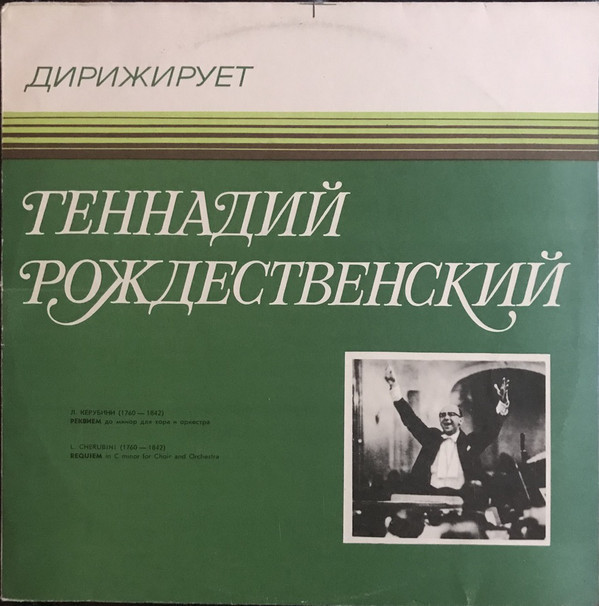 ДИРИЖИРУЕТ
ГЕННАДИЙ
РОЖДЕСТВЕНСКИЙ
Л. КЕРУБИНИ (1760 — 1842)
РЕКВИЕМ до минор для хора и оркестра
L. CHERUBINI (1760 — 1842)
REQUIEM in C minor for Choir and Orchestra